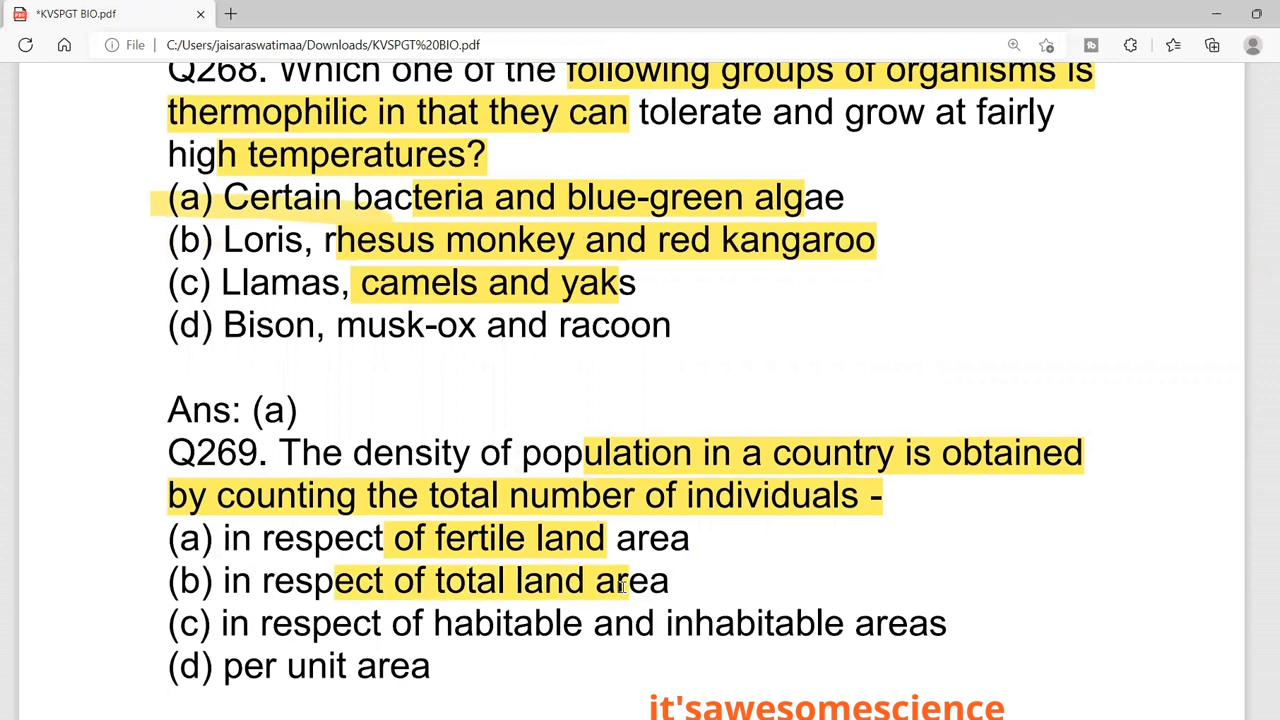 *KVSPGT BIO.pdf
File C:/Users/jaisaraswatimaa/Downloads/KVSPGT%20BIO.pdf
Q268. Which one of the following groups of organisms is
thermophilic in that they can tolerate and grow at fairly
high temperatures?
(a) Certain bacteria and blue-green algae
(b) Loris, rhesus monkey and red kangaroo
(c) Llamas, camels and yaks
(d) Bison, musk-ox and racoon
Ans: (a)
Q269. The density of population in a country is obtained
by counting the total number of individuals -
(a) in respect of fertile land area
(b) in respect of total land area
(c) in respect of habitable and inhabitable areas
(d) per unit area
it'sawesomescience